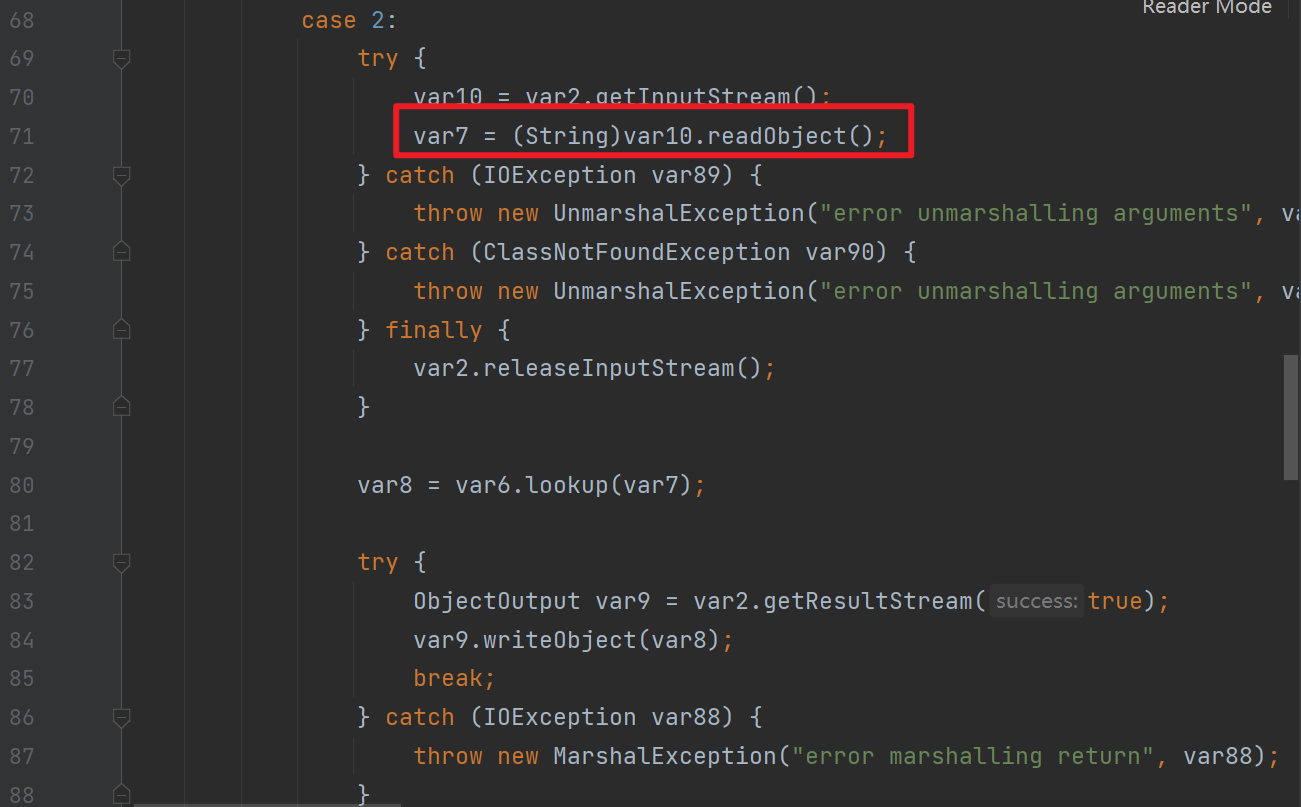 Reader Mode
68 case 2:
69 try {
70 var10 = var2.getInputStream();
71 var7 = (String)var10.readObject();
72 } catch (IOException var89) {
73 throw new UnmarshalException("error unmarshalling arguments", va
74 } catch (ClassNotFoundException var90) {
75 throw new UnmarshalException("error unmarshalling arguments", va
76 } finally {
77 var2.releaseInputStream();
78 }
79
80 var8 = var6.lookup(var7);
81
82 try {
83 ObjectOutput var9 = var2.getResultStream( success: true);
84 var9.writeObject(var8);
85 break;
86 } catch (IOException var88) {
87 throw new MarshalException("error marshalling return", var88);
88 }